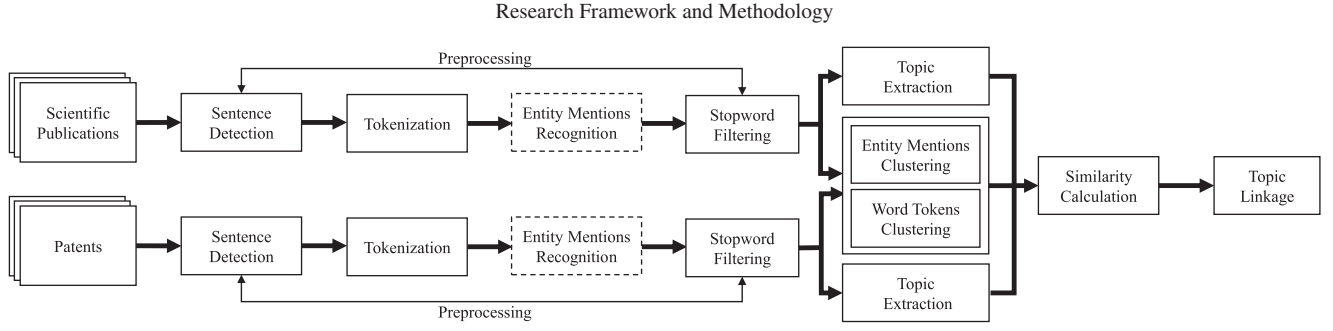 Research Framework and Methodology
Preprocessing
Scientific
Publications
Sentence
Detection
Tokenization
Entity Mentions
Recognition
Stopword
Filtering
Topic
Extraction
Entity Mentions
Clustering
Word Tokens
Clustering
Similarity
Calculation
Topic
Linkage
Patents
Sentence
Detection
Tokenization
Entity Mentions
Recognition
Stopword
Filtering
Topic
Extraction
Preprocessing